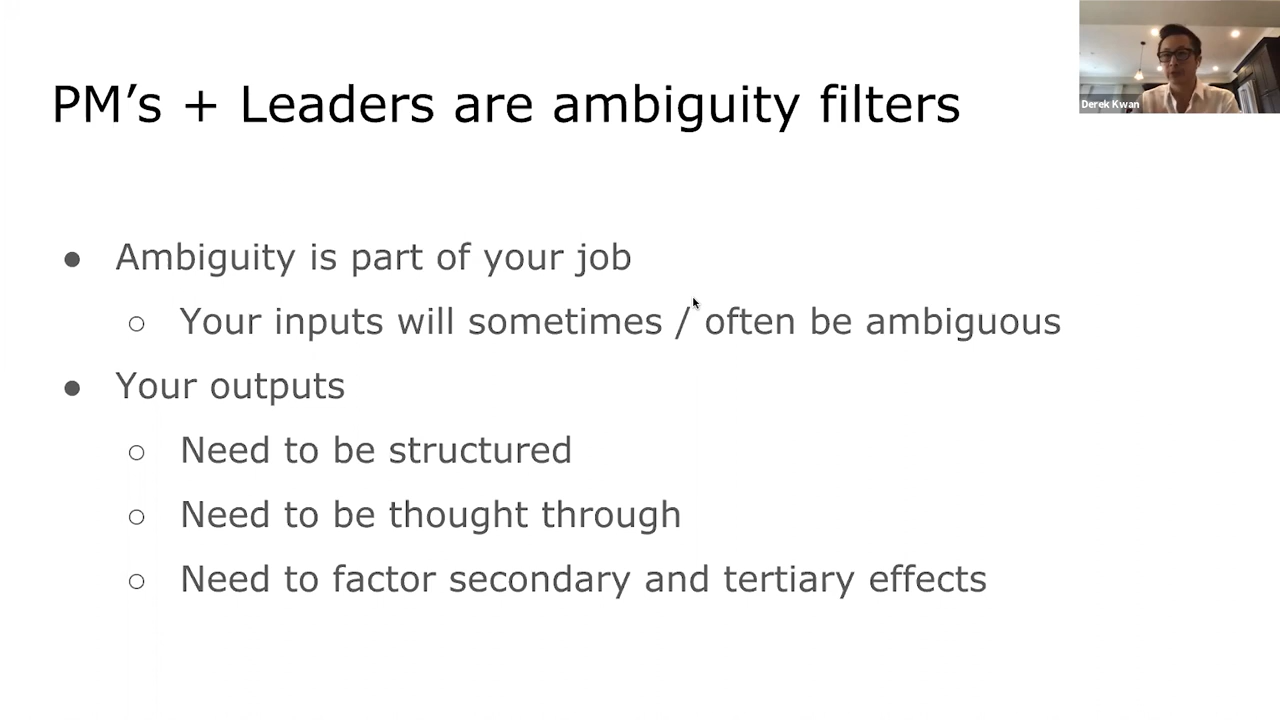 PM's + Leaders are ambiguity filters
Derek Kwan
● Ambiguity is part of your job
○ Your inputs will sometimes / often be ambiguous
● Your outputs
○ Need to be structured
○ Need to be thought through
○ Need to factor secondary and tertiary effects